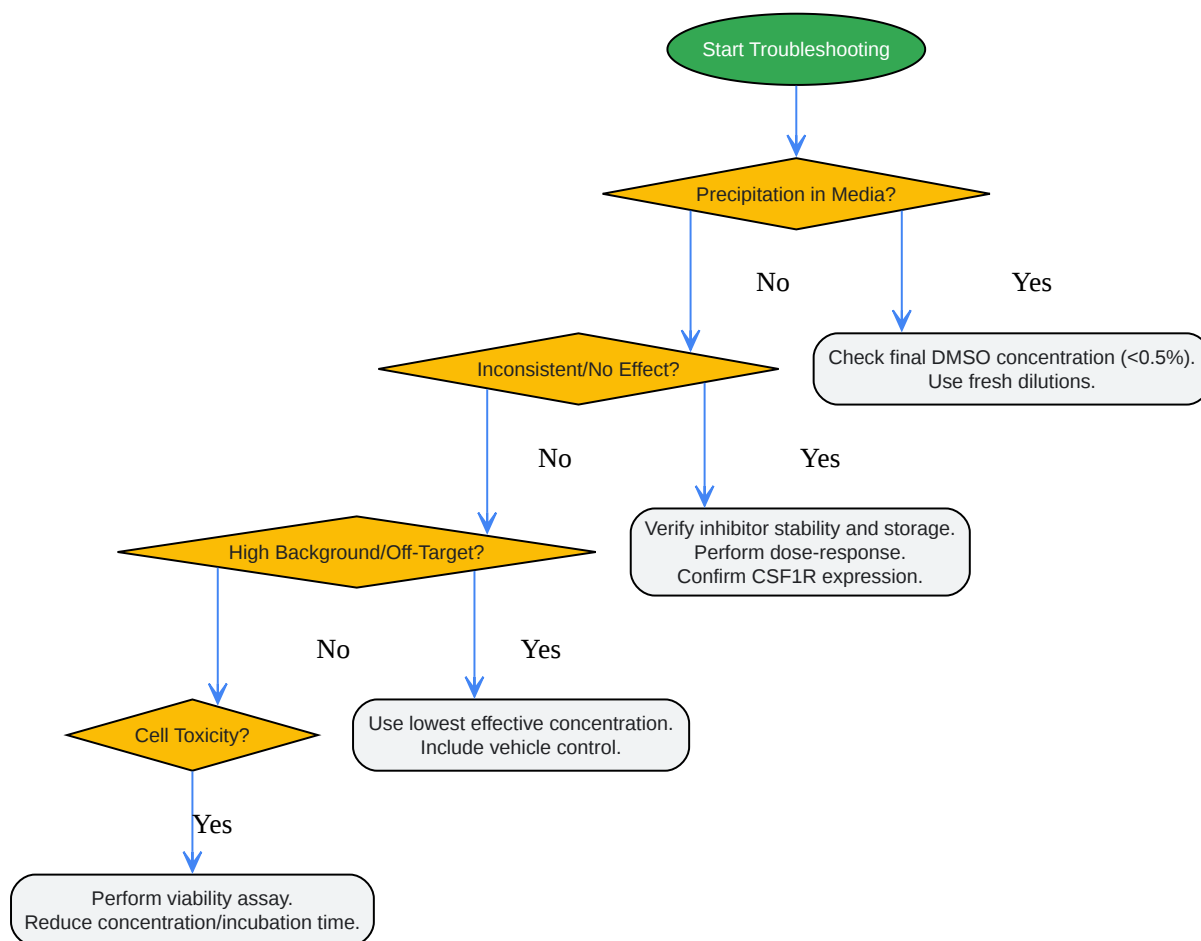 Start Troubleshooting
Precipitation in Media?
No
Yes
Check final DMSO concentration (<0.5%).
Use fresh dilutions.
Inconsistent/No Effect?
No
Yes
Verify inhibitor stability and storage.
Perform dose-response.
Confirm CSF1R expression.
High Background/Off-Target?
No
Yes
Use lowest effective concentration.
Include vehicle control.
Cell Toxicity?
Yes
Perform viability assay.
Reduce concentration/incubation time.